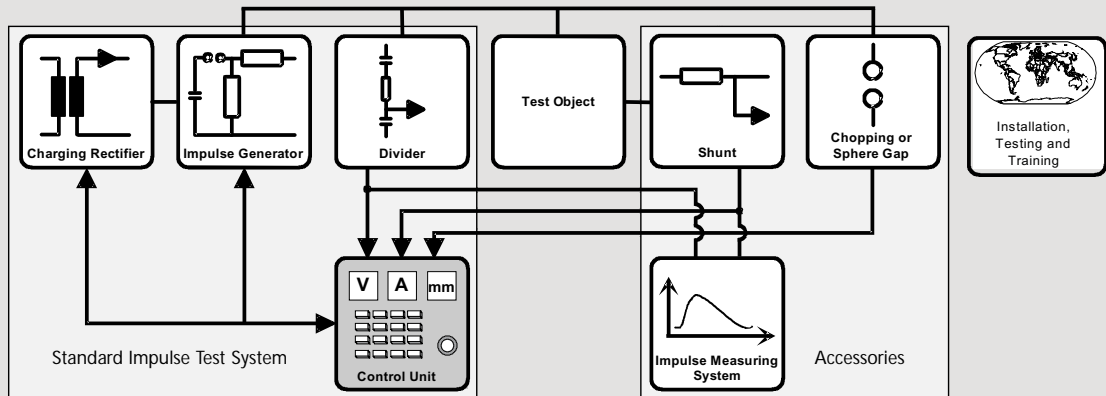 Charging Rectifier
Impulse Generator
Divider
Test Object
Shunt
Chopping or
Sphere Gap
Installation,
Testing and
Training
V
A
mm
Control Unit
Standard Impulse Test System
Impulse Measuring
System
Accessories